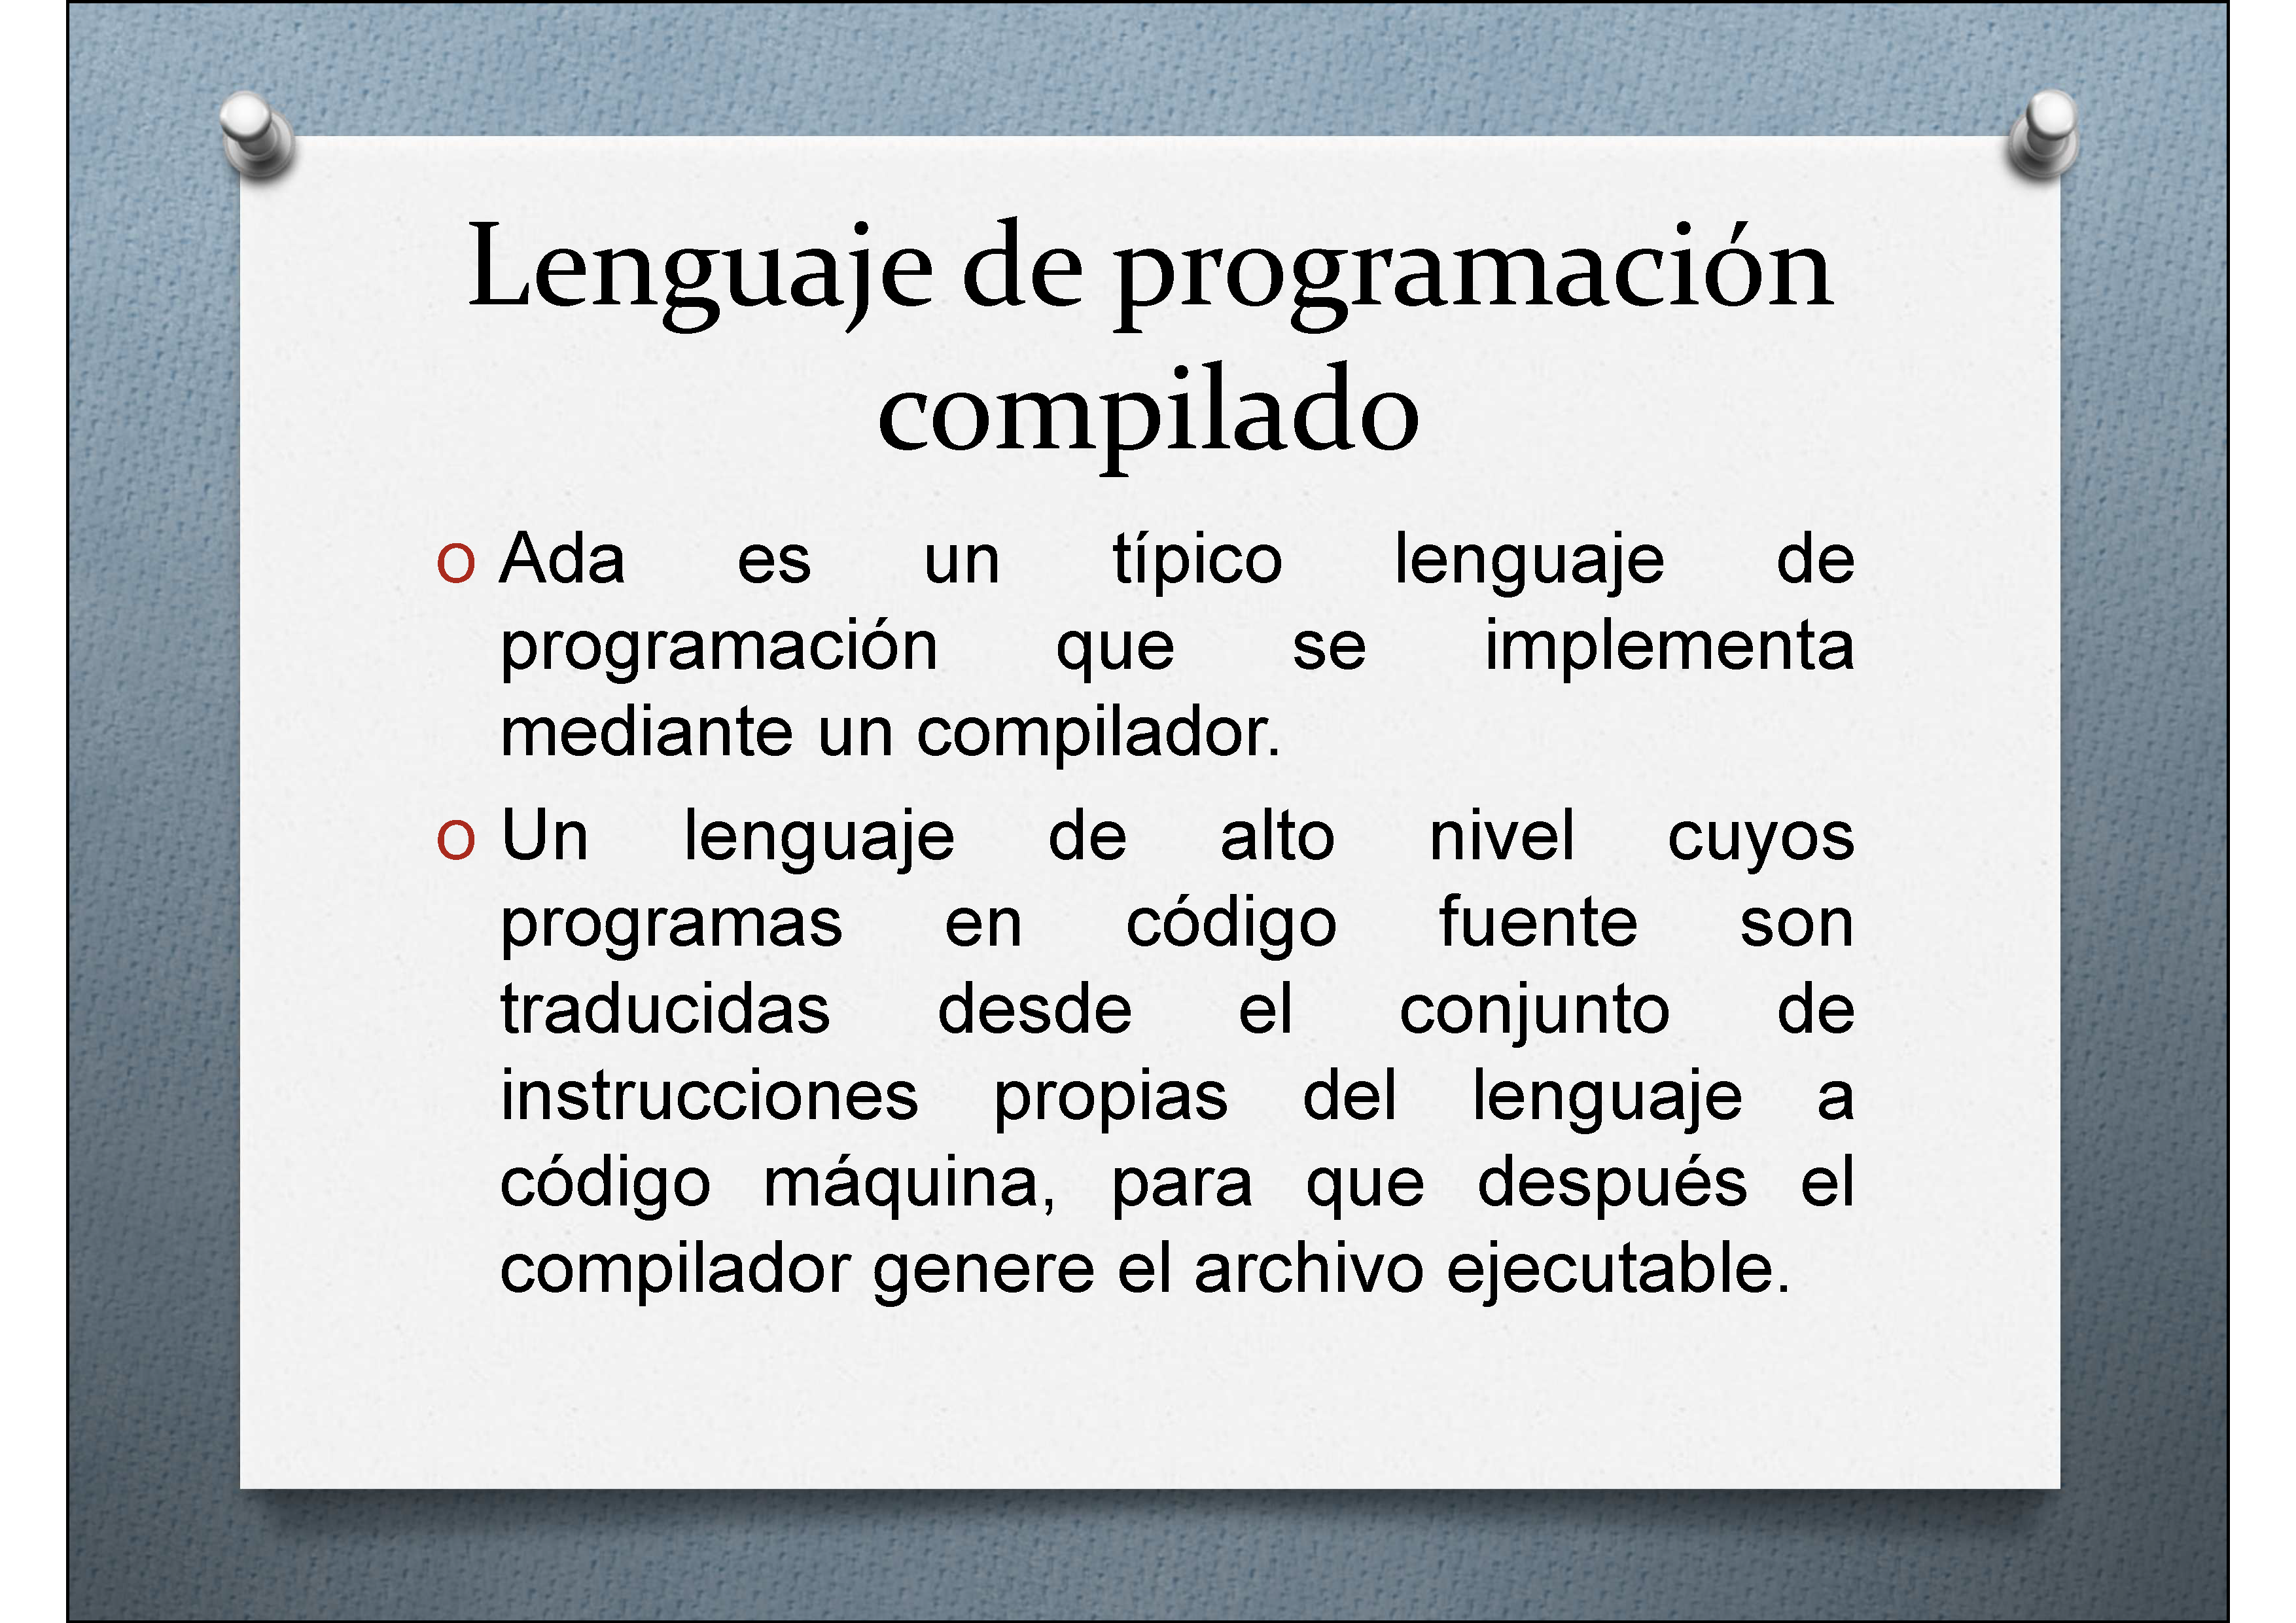 Lenguaje de programación
compilado
o Ada es un típico lenguaje de
programación que se implementa
mediante un compilador.
o Un lenguaje de alto nivel cuyos
programas en código fuente son
traducidas desde el conjunto de
instrucciones propias del lenguaje a
código máquina, para que después el
compilador genere el archivo ejecutable.